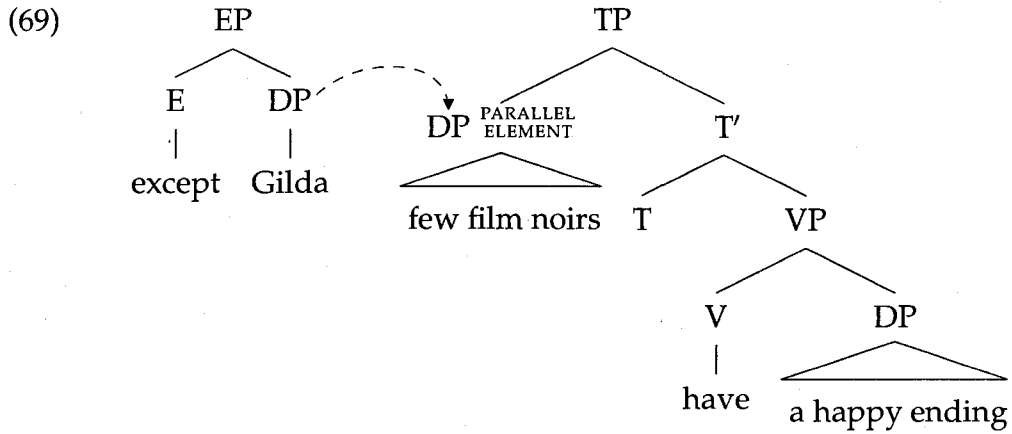 (69) EP TP
E DP
DP PARALLEL ELEMENT T′
except Gilda
few film noirs T VP
V DP
have a happy ending